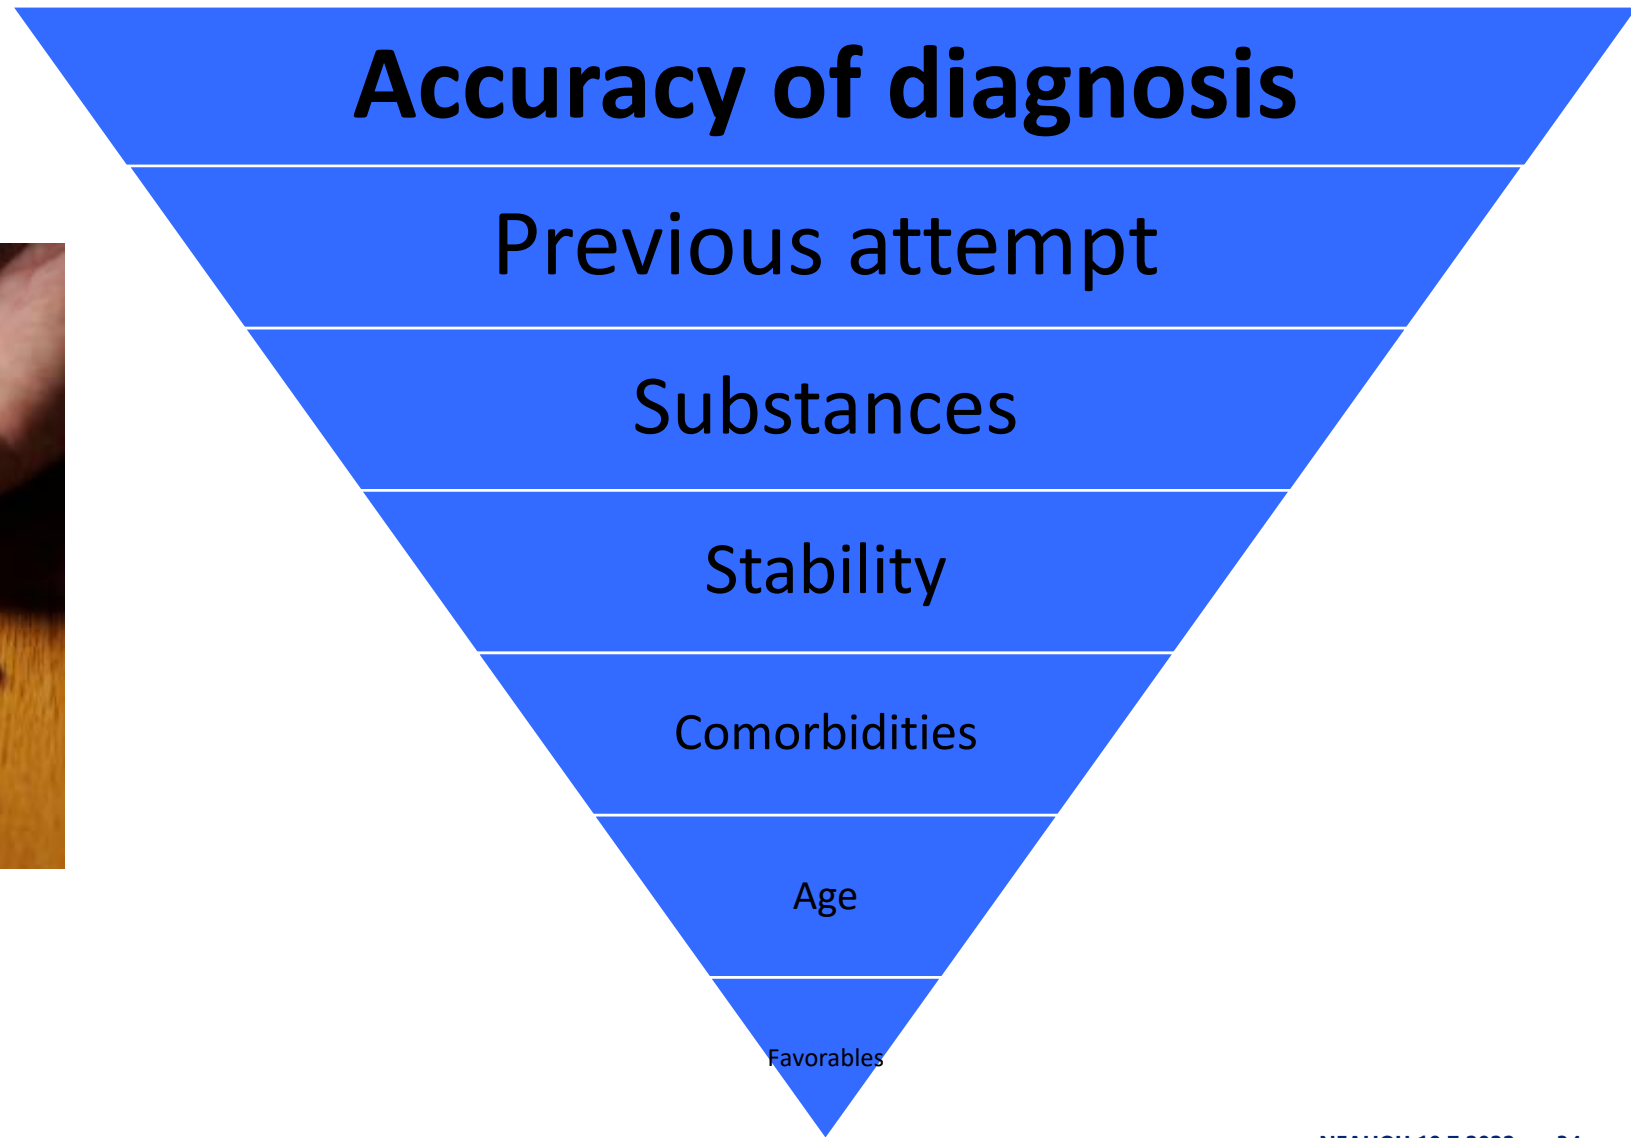 Accuracy of diagnosis
Previous attempt
Substances
Stability
Comorbidities
Age
Favorables